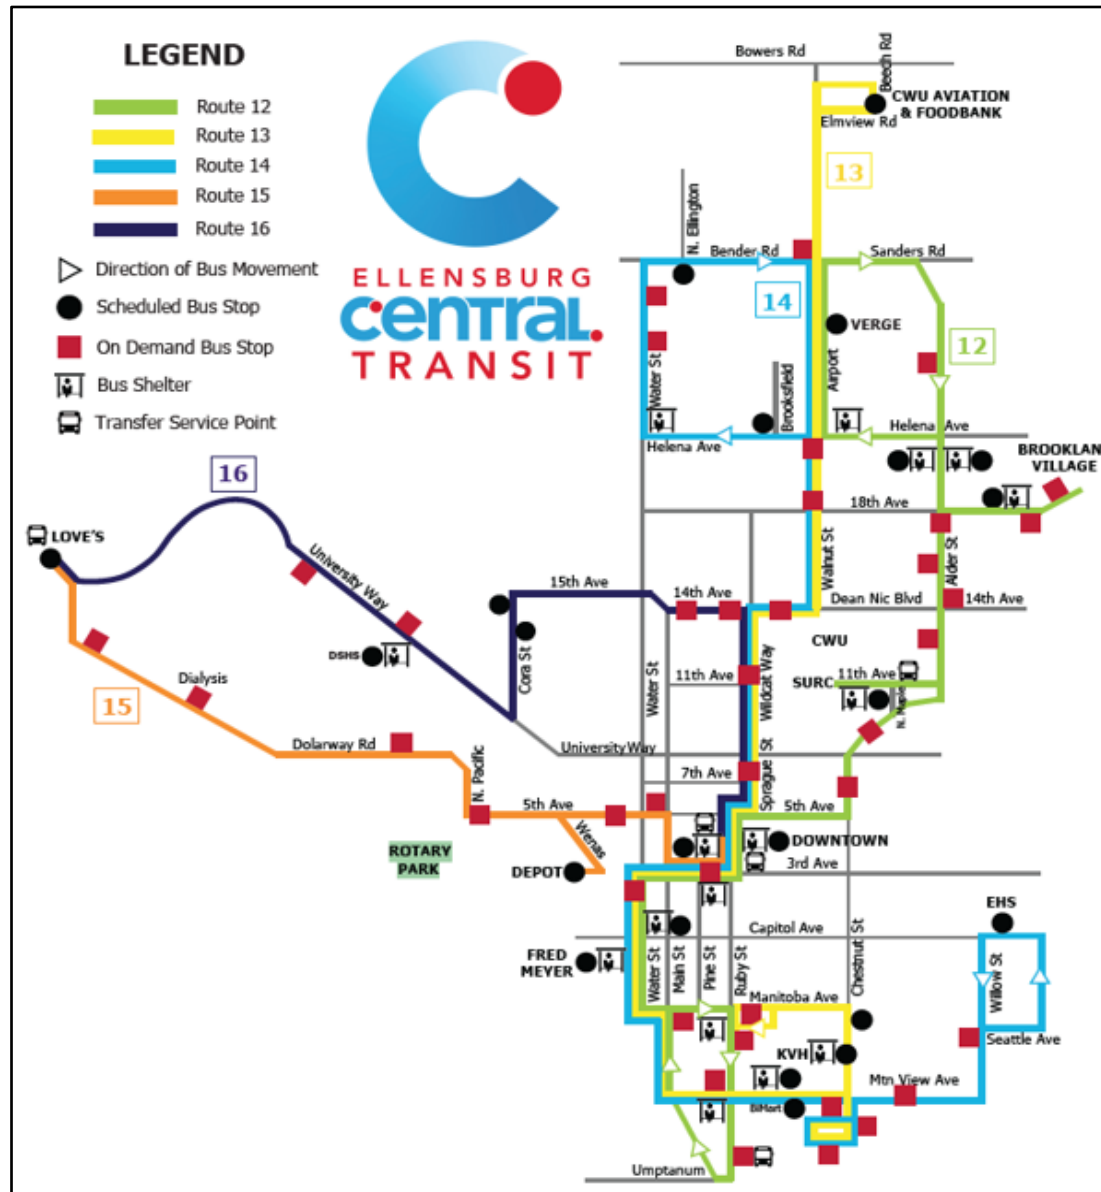 LEGEND
Route 12
Route 13
Route 14
Route 15
Route 16
Direction of Bus Movement
Scheduled Bus Stop
On Demand Bus Stop
Bus Shelter
Transfer Service Point
ELLENSBURG
CENTRAL
TRANSIT
Bowers Rd
Beech Rd
CWU AVIATION
& FOODBANK
Elmview Rd
13
N. Ellington
Bender Rd
Sanders Rd
14
VERGE
12
Water St
Brooksfield
Airport
Helena Ave
Helena Ave
BROOKLAN
VILLAGE
16
18th Ave
LOVE'S
University Way
Walnut St
Alder St
15th Ave
14th Ave
Dean Nic Blvd
14th Ave
DSHS
Cora St
Water St
11th Ave
Wildcat Way
CWU
SURC
11th Ave
N. Maple
Dialysis
15
Dolarway Rd
N. Pacific
University Way
7th Ave
Sprague St
5th Ave
5th Ave
Wenas
ROTARY
PARK
DEPOT
DOWNTOWN
3rd Ave
EHS
Capitol Ave
Chestnut St
FRED
MEYER
Water St
Main St
Pine St
Ruby St
Willow St
Manitoba Ave
Seattle Ave
KVH
Mtn View Ave
BiMart
Umptanum